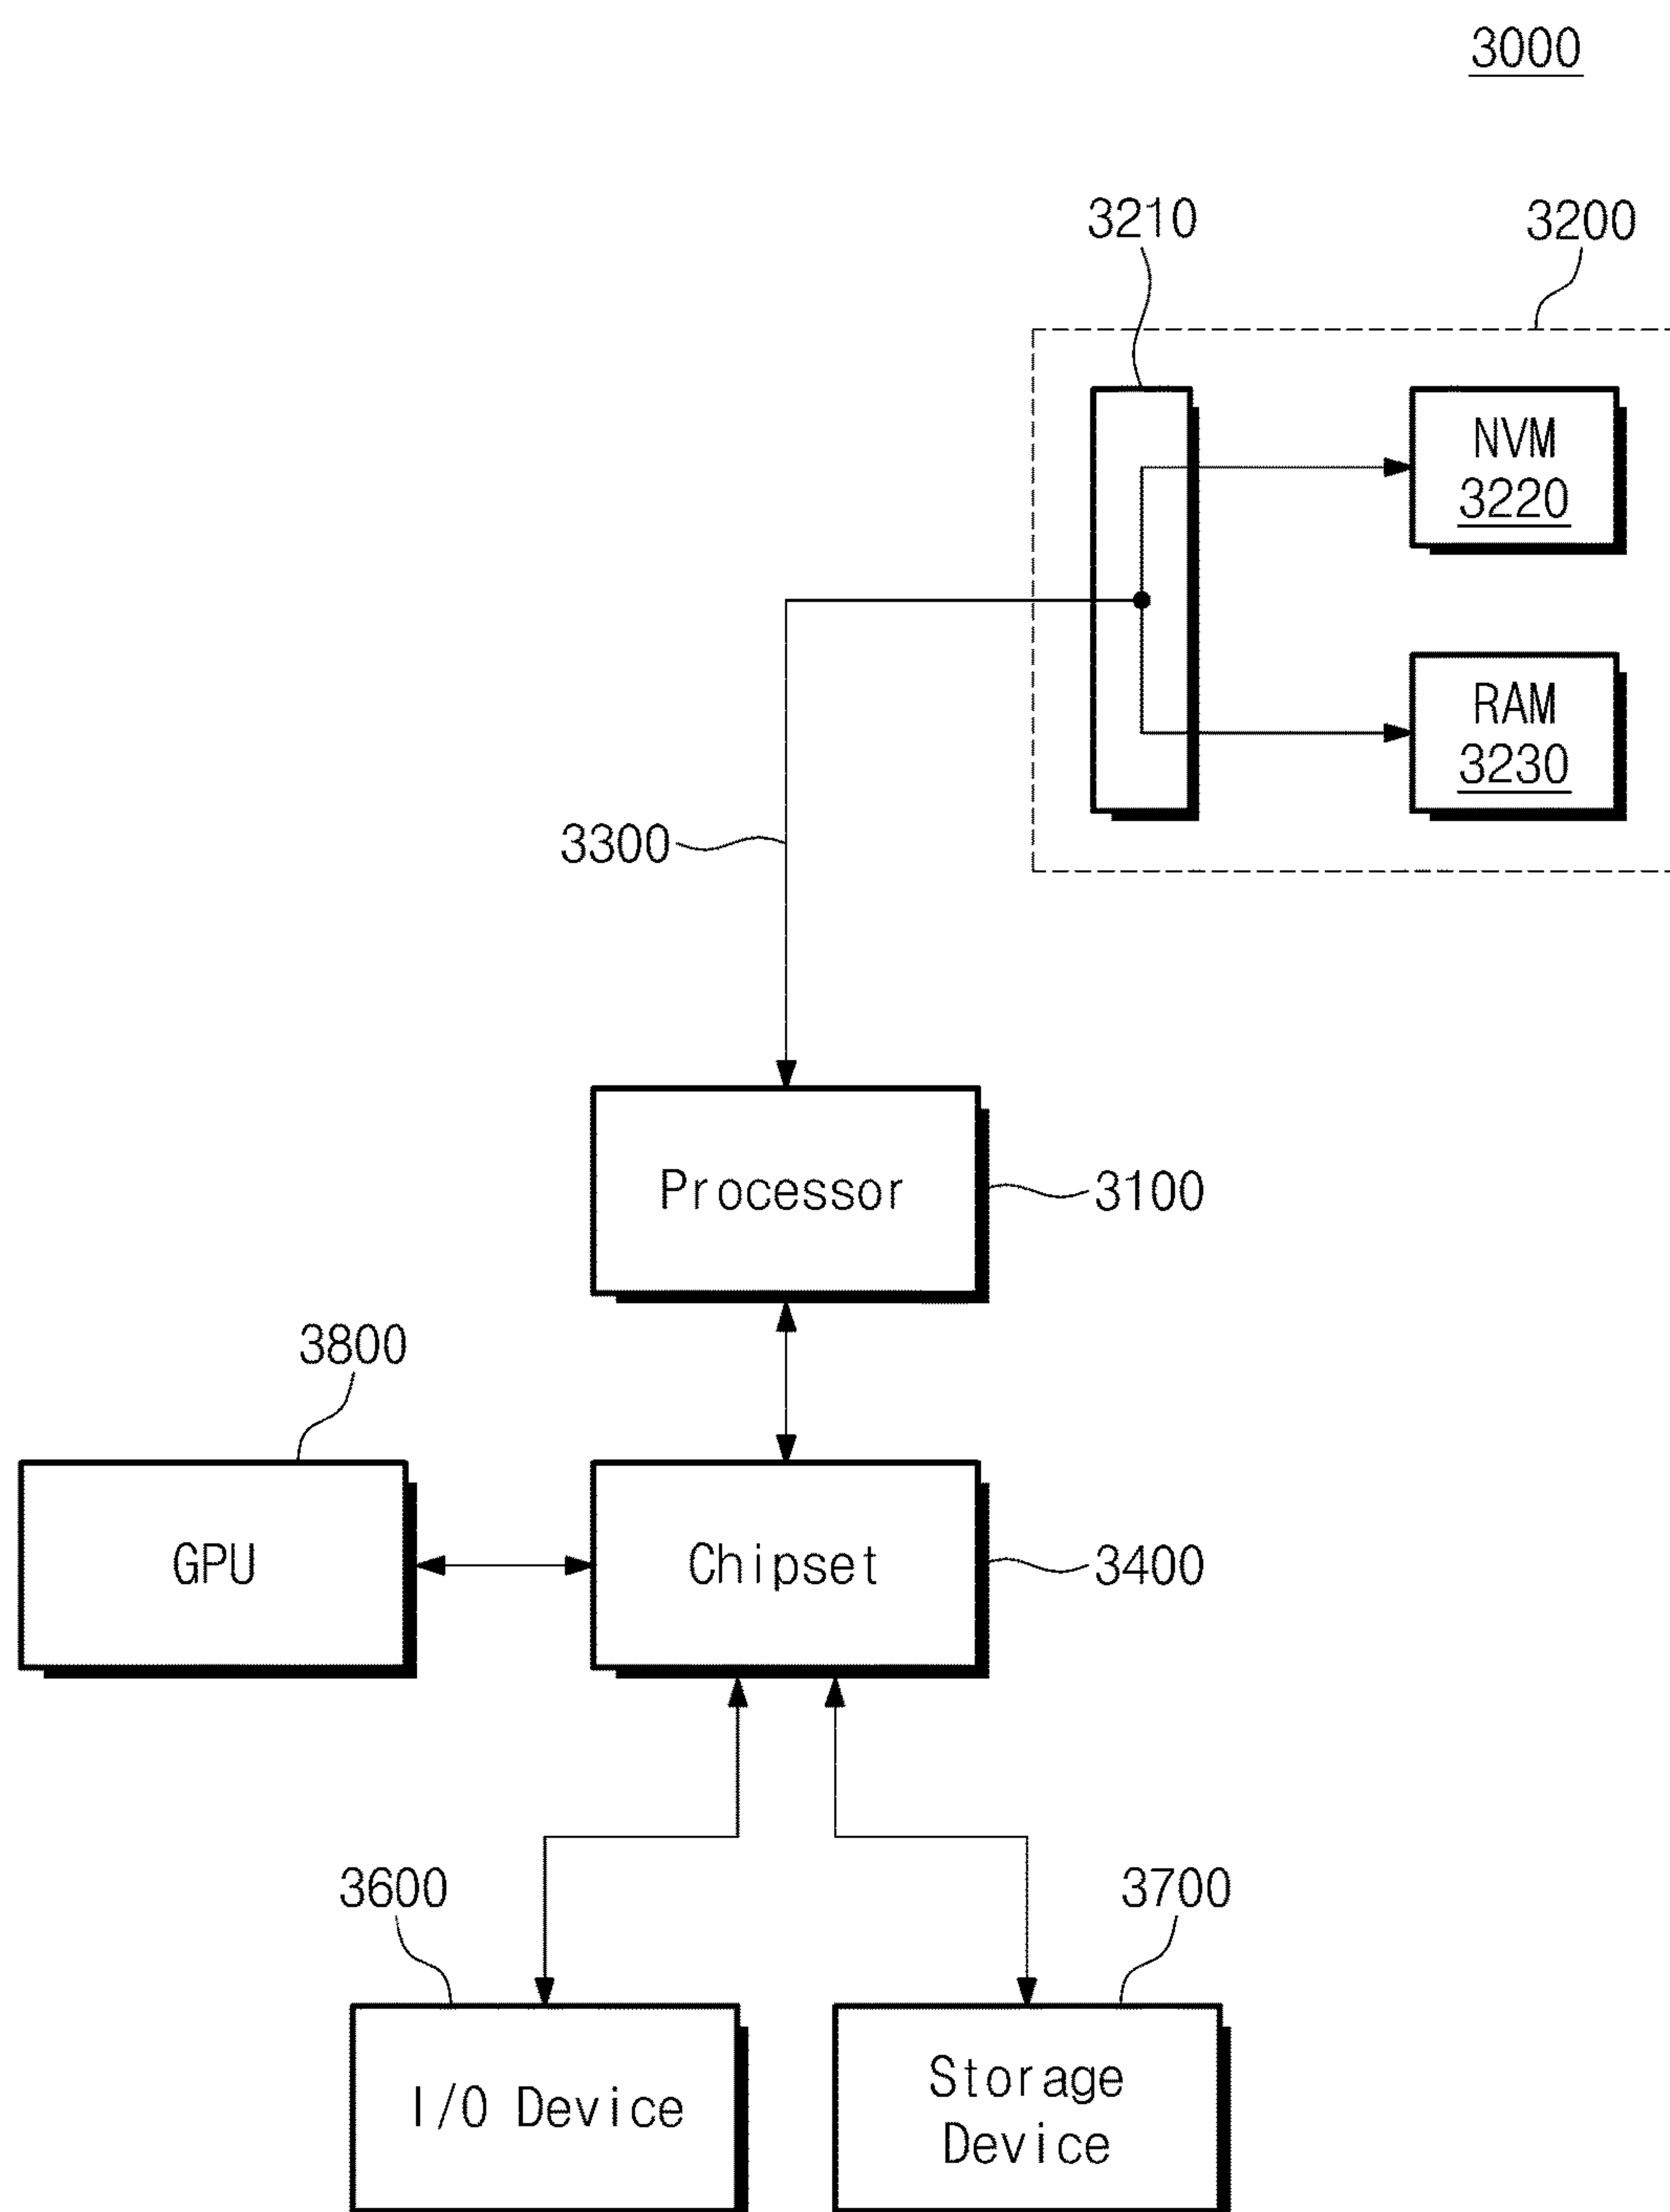 3000
3210
3200
NVM
3220
RAM
3230
3300
Processor
3100
3800
GPU
Chipset
3400
3600
3700
I/O Device
Storage
Device